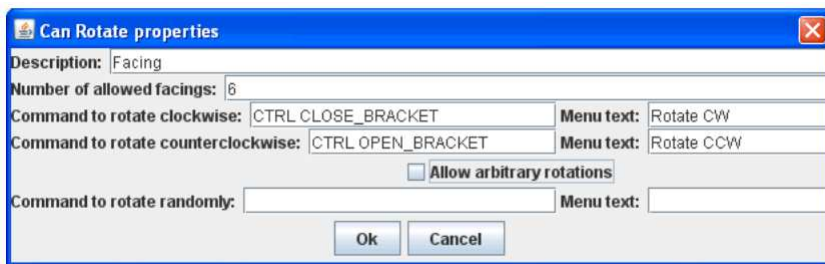 Can Rotate properties
Description: Facing
Number of allowed facings: 6
Command to rotate clockwise: CTRL CLOSE_BRACKET Menu text: Rotate CW
Command to rotate counterclockwise: CTRL OPEN_BRACKET Menu text: Rotate CCW
Allow arbitrary rotations
Command to rotate randomly: Menu text:
Ok Cancel